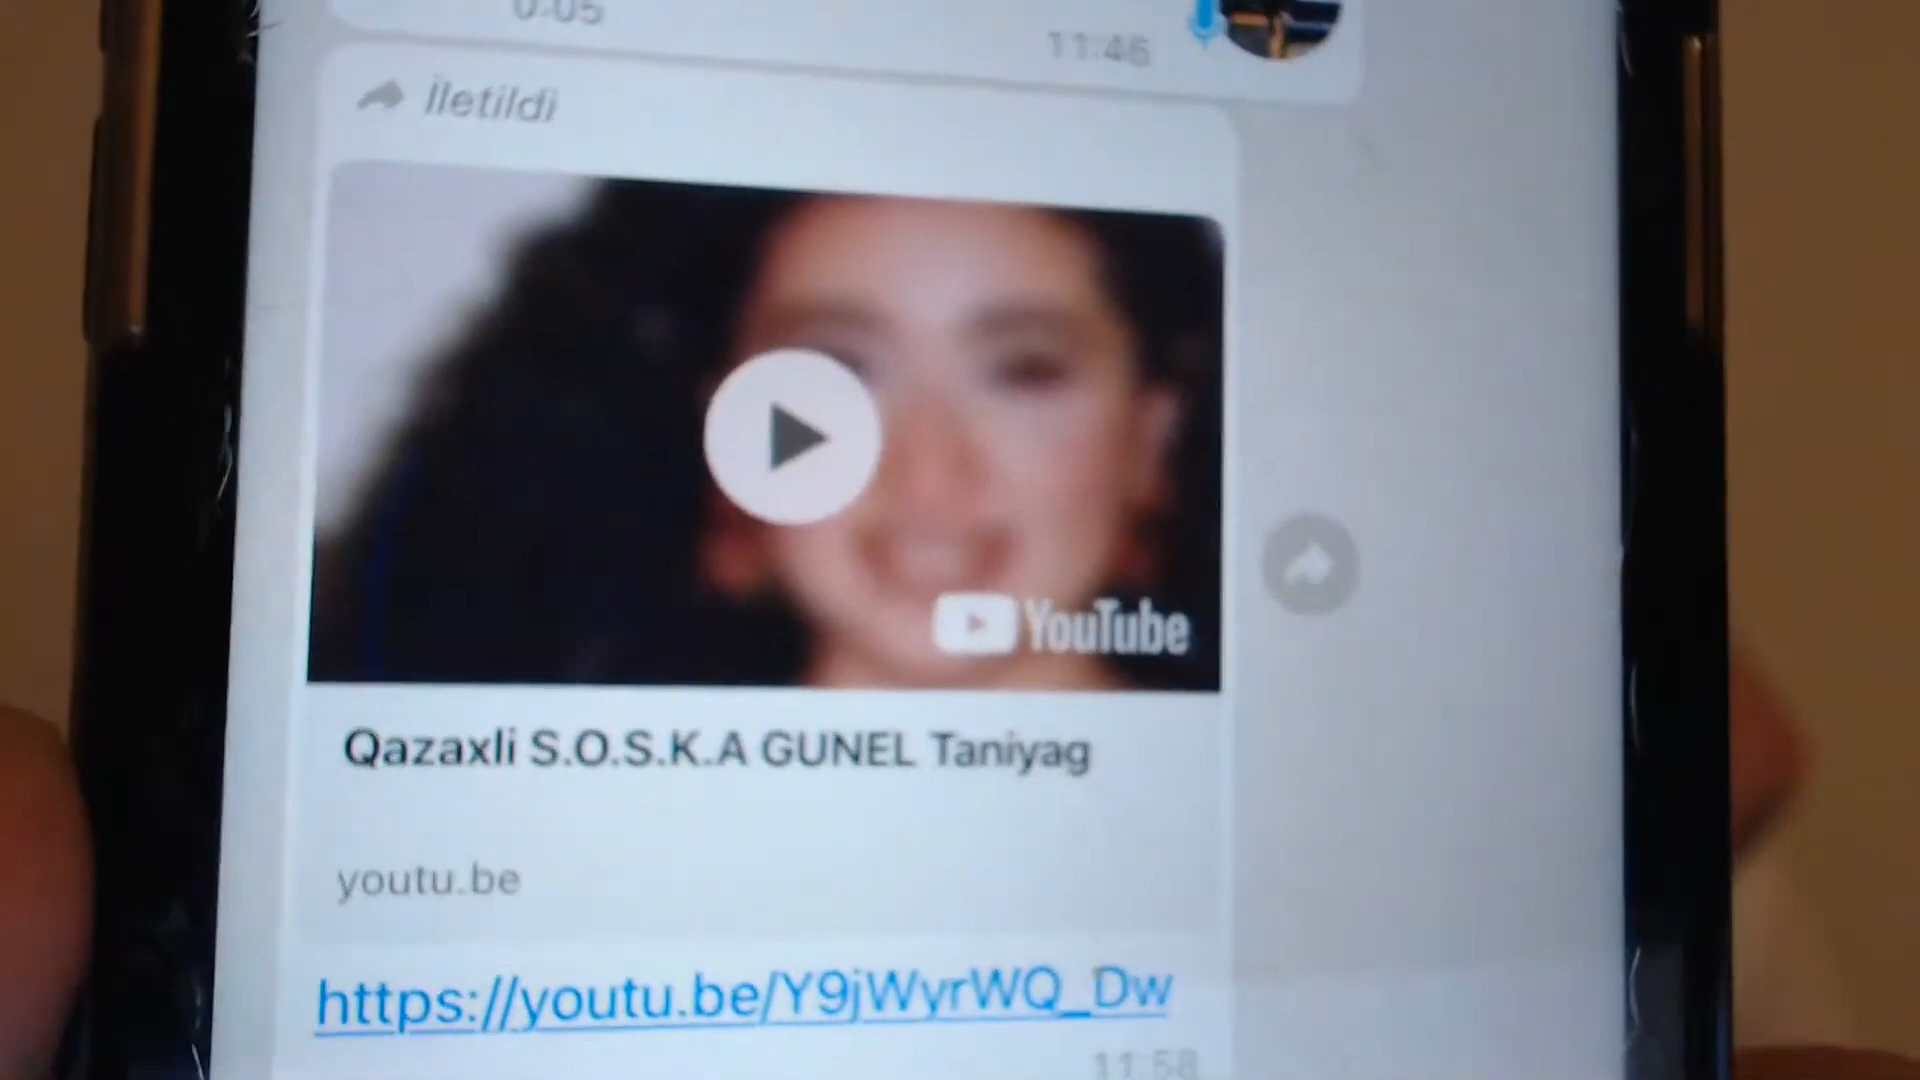 0:05
11:46
İletildi
YouTube
Qazaxli S.O.S.K.A GUNEL Taniyag
youtu.be
https://youtu.be/Y9jWyrWQ_Dw
11:58